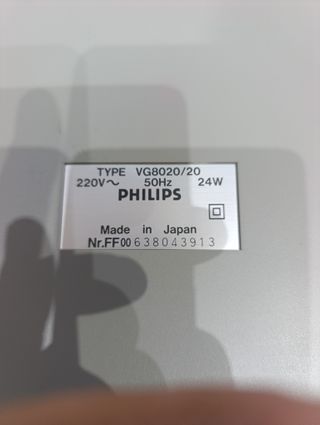 TYPE VG8020/20
220V~ 50Hz 24W
PHILIPS
Made in Japan
Nr.FF00638043913